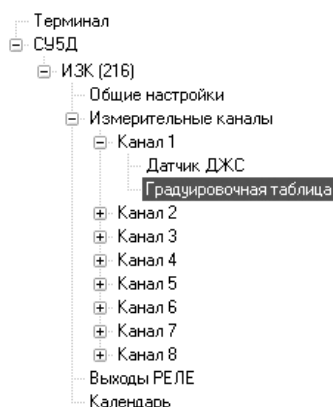 Терминал
СУ5Д
ИЗК (216)
Общие настройки
Измерительные каналы
Канал 1
Датчик ДЖС
Градуировочная таблица
Канал 2
Канал 3
Канал 4
Канал 5
Канал 6
Канал 7
Канал 8
Выходы РЕЛЕ
Календарь